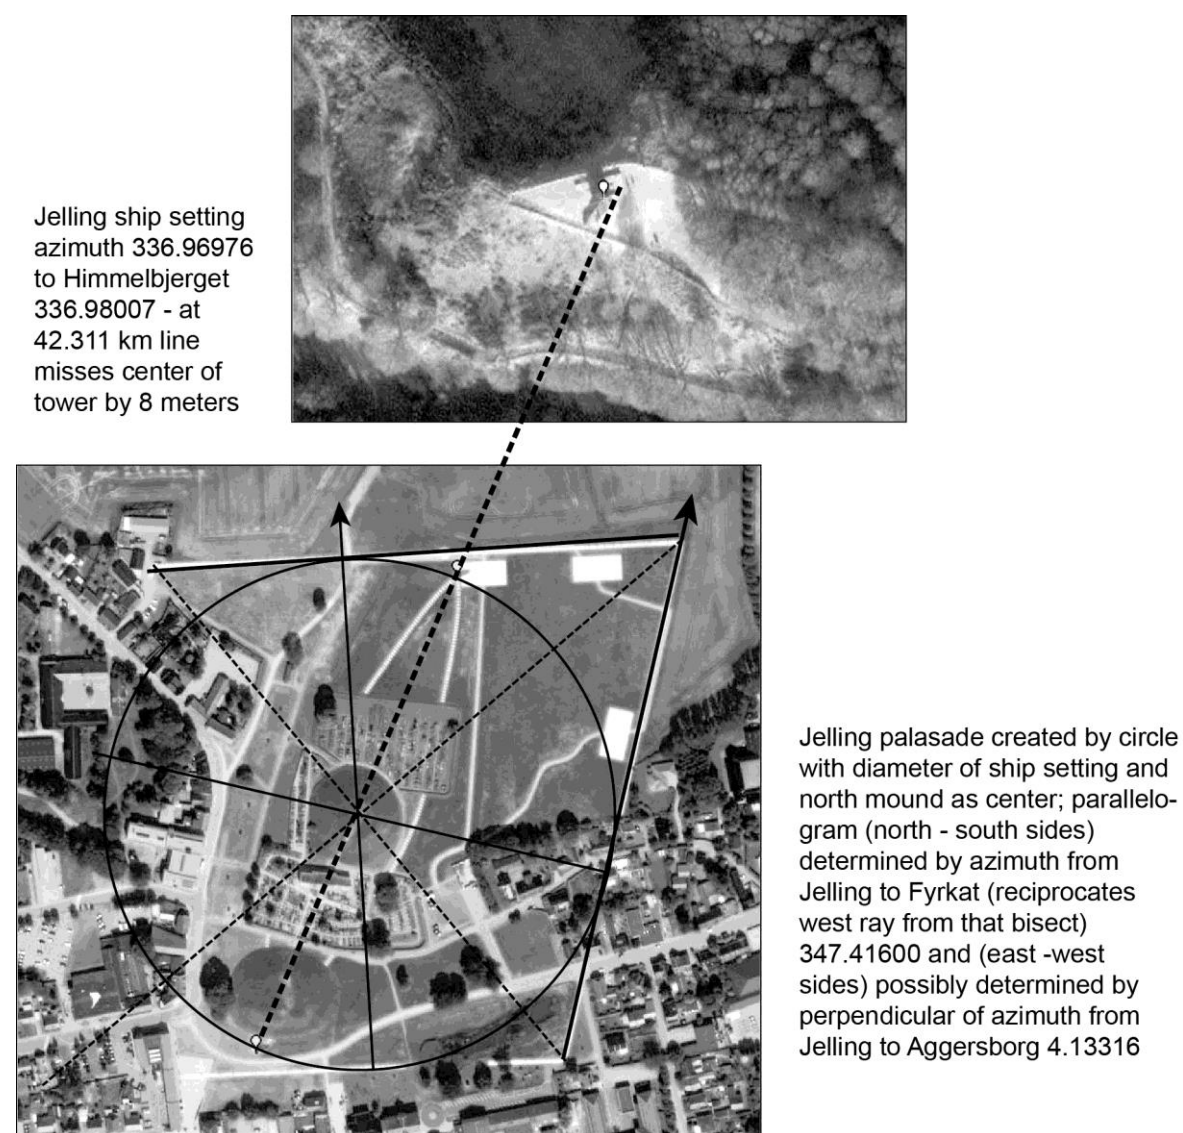 Jelling ship setting
azimuth 336.96976
to Himmelbjerget
336.98007 - at
42.311 km line
misses center of
tower by 8 meters
Jelling palasade created by circle
with diameter of ship setting and
north mound as center; parallelo-
gram (north - south sides)
determined by azimuth from
Jelling to Fyrkat (reciprocates
west ray from that bisect)
347.41600 and (east -west
sides) possibly determined by
perpendicular of azimuth from
Jelling to Aggersborg 4.13316